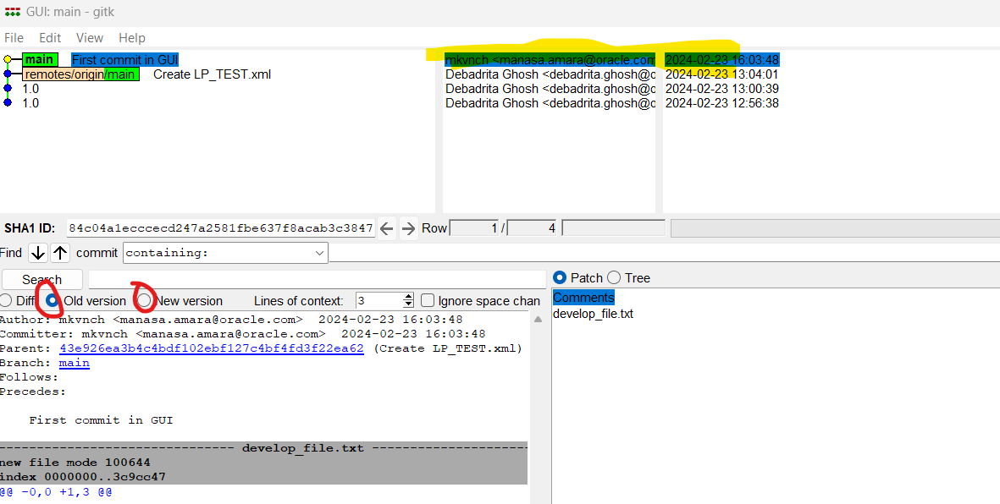 GUI: main - gitk
File Edit View Help
main First commit in GUI mkvnch <manasa.amara@oracle.com 2024-02-23 16:03:48
remotes/origin/main Create LP_TEST.xml Debadrita Ghosh <debadrita.ghosh@o 2024-02-23 13:04:01
1.0 Debadrita Ghosh <debadrita.ghosh@o 2024-02-23 13:00:39
1.0 Debadrita Ghosh <debadrita.ghosh@o 2024-02-23 12:56:38
SHA1 ID: 84c04a1ecccecd247a2581fbe637f8acab3c3847 Row 1 / 4
Find commit containing:
Search Patch Tree
Diff Old version New version Lines of context: 3 Ignore space chan
Comments
develop_file.txt
Author: mkvnch <manasa.amara@oracle.com> 2024-02-23 16:03:48
Committer: mkvnch <manasa.amara@oracle.com> 2024-02-23 16:03:48
Parent: 43e926ea3b4c4bdf102ebf127c4bf4fd3f22ea62 (Create LP_TEST.xml)
Branch: main
Follows:
Precedes:
First commit in GUI
------------------------------- develop_file.txt ---------------------
new file mode 100644
index 0000000..3c9cc47
@@ -0,0 +1,3 @@